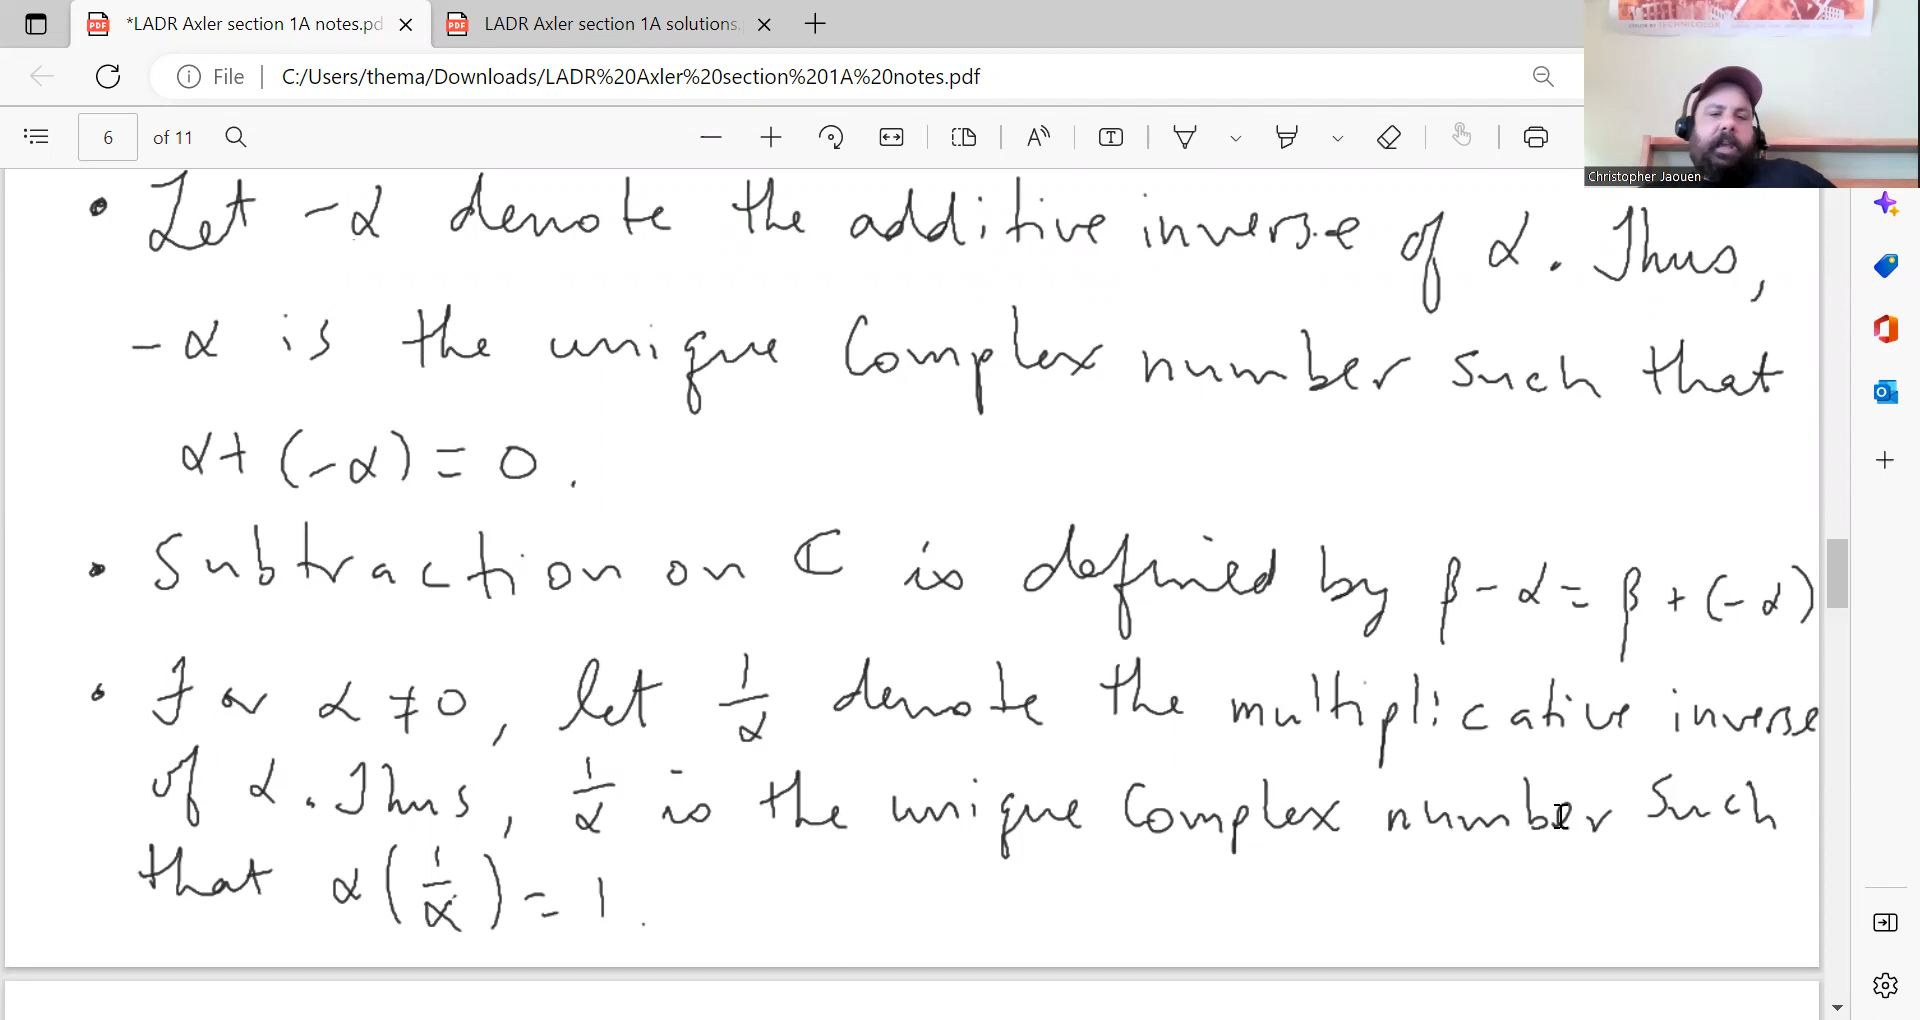 *LADR Axler section 1A notes.pd
LADR Axler section 1A solutions.
File
C:/Users/thema/Downloads/LADR%20Axler%20section%201A%20notes.pdf
6 of 11
TECHNICOLOR
Christopher Jaouen
• Let -α denote the additive inverse of α. Thus,
-α is the unique complex number such that
α+ (-α) = 0.
• Subtraction on ℂ is defined by β - α = β + (-α)
• For α ≠ 0, let 1/α denote the multiplicative inverse
of α. Thus, 1/α is the unique complex number such
that α(1/α) = 1.